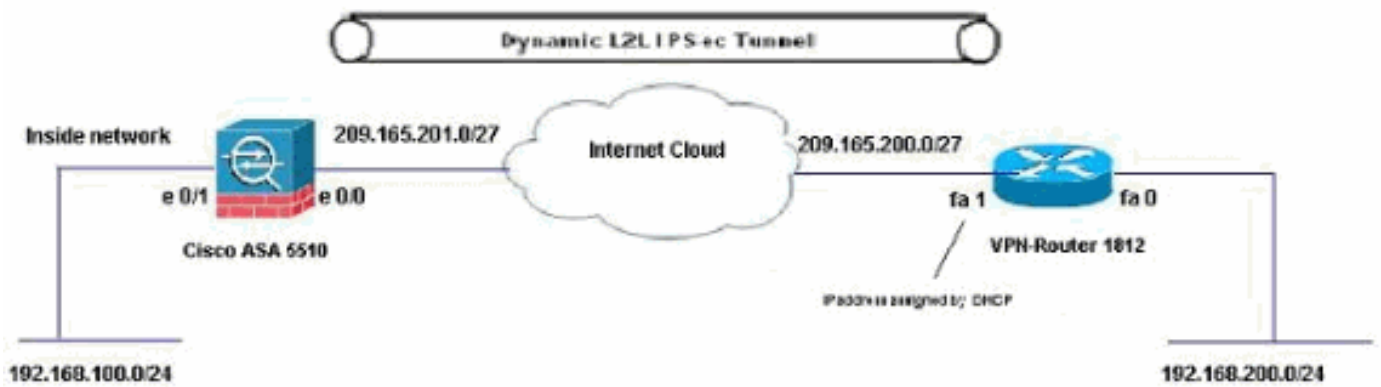 Dynamic L2L IPSec Tunnel
Inside network
209.165.201.0/27
Internet Cloud
209.165.200.0/27
e 0/1
e 0/0
fa 1
fa 0
Cisco ASA 5510
VPN-Router 1812
IP address assigned by DHCP
192.168.100.0/24
192.168.200.0/24